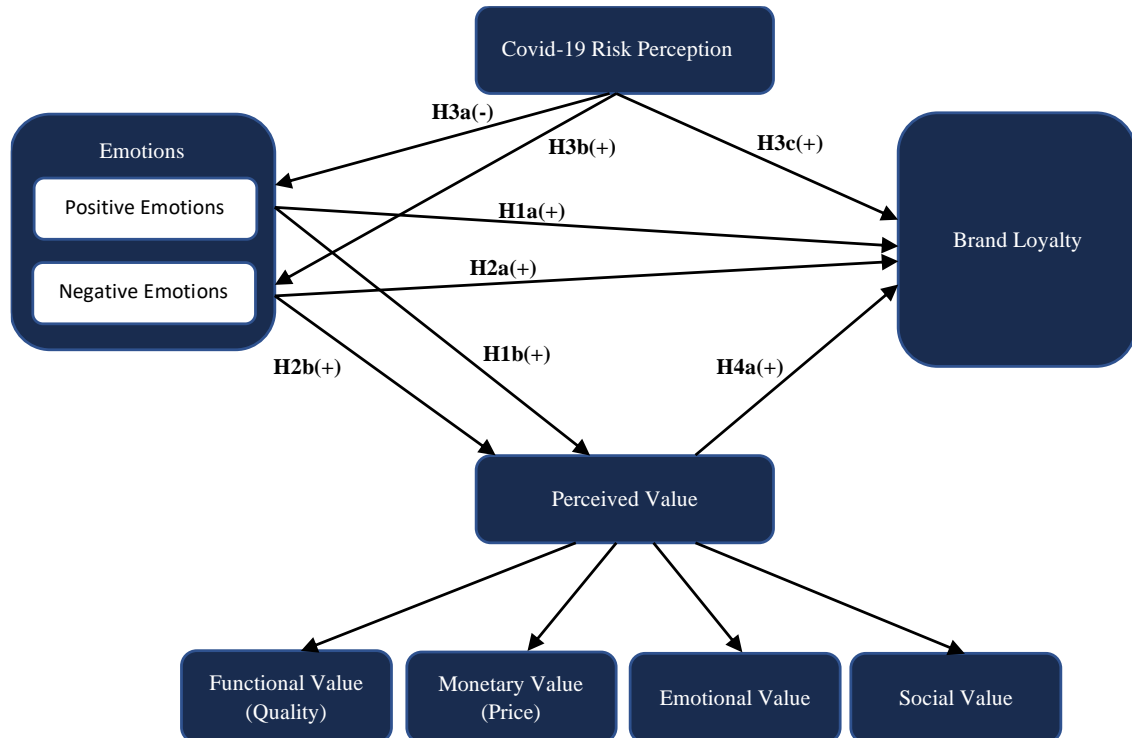 Covid-19 Risk Perception
H3a(-)
H3b(+)
H3c(+)
Emotions
Positive Emotions
Negative Emotions
H1a(+)
Brand Loyalty
H2a(+)
H2b(+)
H1b(+)
H4a(+)
Perceived Value
Functional Value
(Quality)
Monetary Value
(Price)
Emotional Value
Social Value